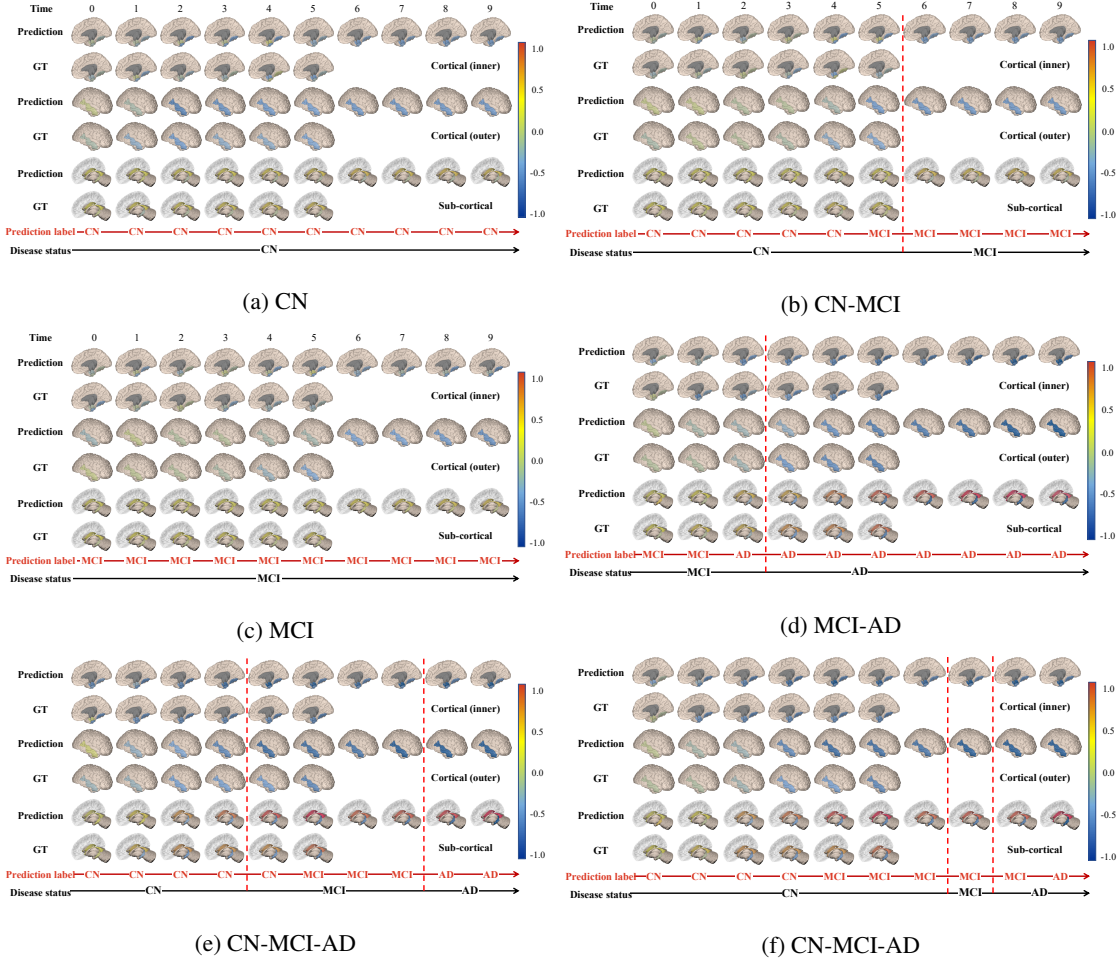 Time 0 1 2 3 4 5 6 7 8 9
Prediction
GT Cortical (inner)
Prediction
GT Cortical (outer)
Prediction
GT Sub-cortical
1.0
0.5
0.0
-0.5
-1.0
Prediction label CN CN CN CN CN CN CN CN CN CN
Disease status CN
(a) CN
Time 0 1 2 3 4 5 6 7 8 9
Prediction
GT Cortical (inner)
Prediction
GT Cortical (outer)
Prediction
GT Sub-cortical
1.0
0.5
0.0
-0.5
-1.0
Prediction label CN CN CN CN CN MCI MCI MCI MCI MCI
Disease status CN MCI
(b) CN-MCI
Time 0 1 2 3 4 5 6 7 8 9
Prediction
GT Cortical (inner)
Prediction
GT Cortical (outer)
Prediction
GT Sub-cortical
1.0
0.5
0.0
-0.5
-1.0
Prediction label MCI MCI MCI MCI MCI MCI MCI MCI MCI MCI
Disease status MCI
(c) MCI
Prediction
GT Cortical (inner)
Prediction
GT Cortical (outer)
Prediction
GT Sub-cortical
1.0
0.5
0.0
-0.5
-1.0
Prediction label MCI MCI AD AD AD AD AD AD AD AD
Disease status MCI AD
(d) MCI-AD
Prediction
GT Cortical (inner)
Prediction
GT Cortical (outer)
Prediction
GT Sub-cortical
1.0
0.5
0.0
-0.5
-1.0
Prediction label CN CN CN CN CN MCI MCI MCI AD AD
Disease status CN MCI AD
(e) CN-MCI-AD
Prediction
GT Cortical (inner)
Prediction
GT Cortical (outer)
Prediction
GT Sub-cortical
1.0
0.5
0.0
-0.5
-1.0
Prediction label CN CN CN CN MCI MCI MCI MCI MCI AD
Disease status CN MCI AD
(f) CN-MCI-AD